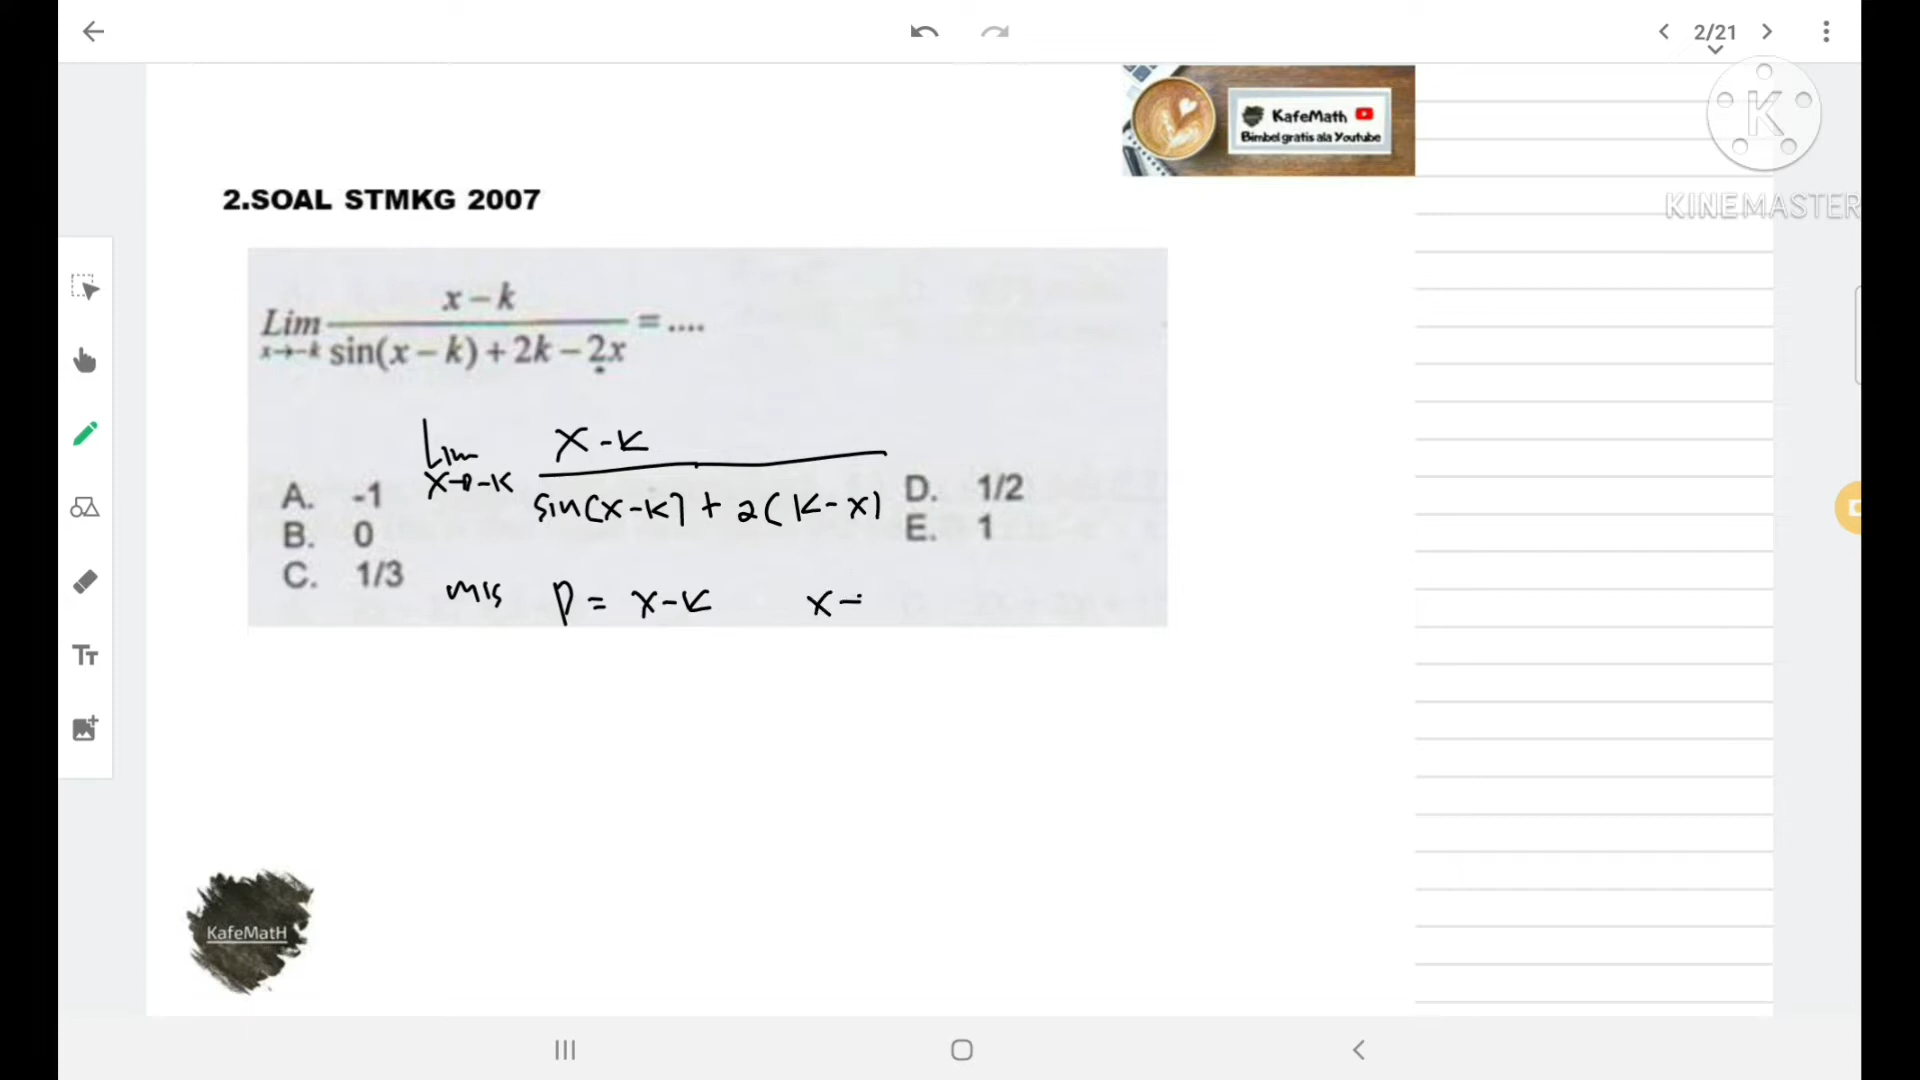 2/21
KafeMath
Bimbel gratis ala Youtube
K
KINEMASTER
2.SOAL STMKG 2007
x-k
Lim = ....
x→-k sin(x-k)+2k-2x
Lim x-k
x→-k sin(x-k)+2(k-x)
A. -1
B. 0
C. 1/3
D. 1/2
E. 1
mis p = x-k x-
Tт
KafeMatH